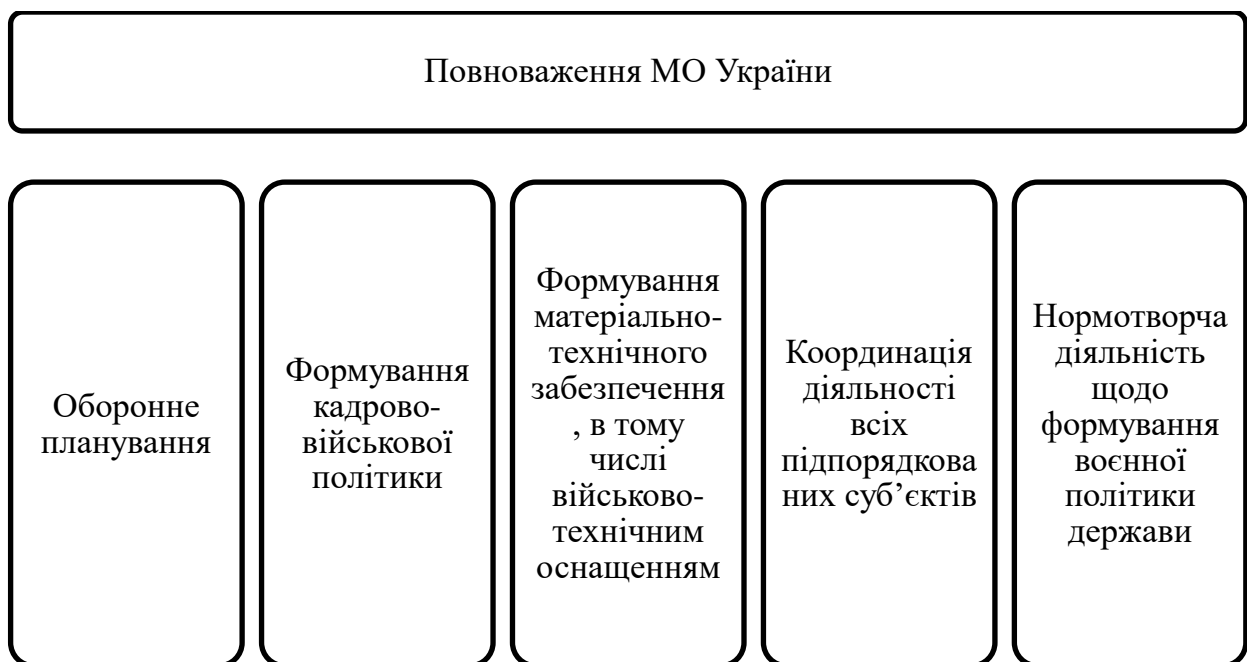 Повноваження МО України
Оборонне
планування
Формування
кадрово-
військової
політики
Формування
матеріально-
технічного
забезпечення
, в тому
числі
військово-
технічним
оснащенням
Координація
діяльності
всіх
підпорядкова
них суб’єктів
Нормотворча
діяльність
щодо
формування
воєнної
політики
держави